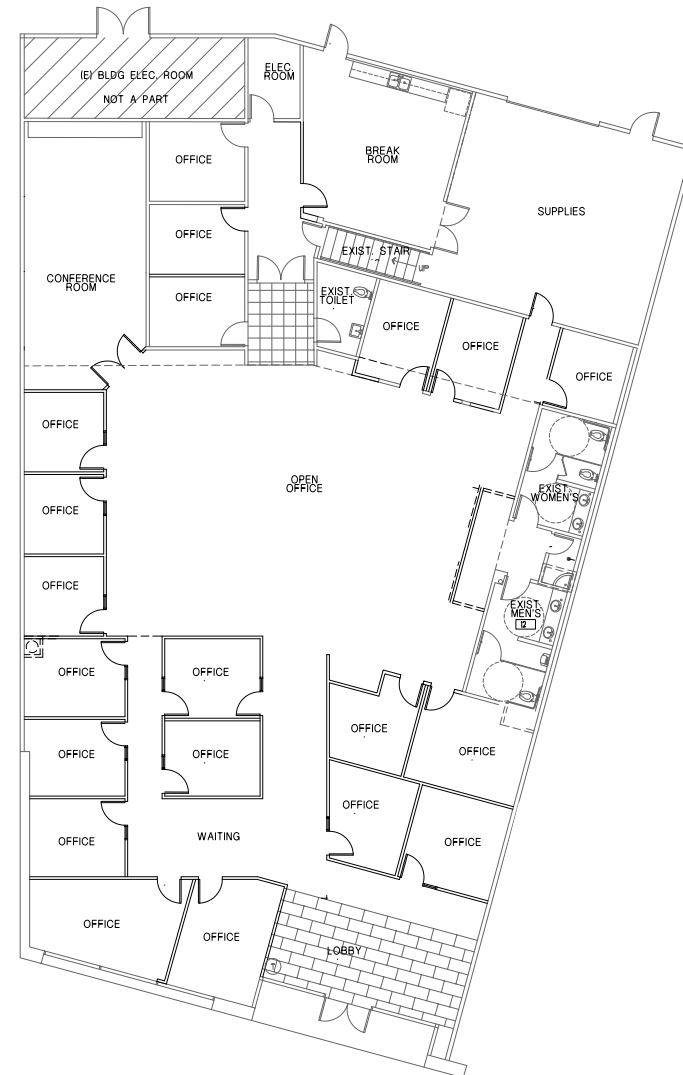 (E) BLDG ELEC. ROOM
NOT A PART
ELEC.
ROOM
OFFICE
BREAK
ROOM
SUPPLIES
OFFICE
EXIST. STAIR
CONFERENCE
ROOM
OFFICE
EXIST.
TOILET
OFFICE
OFFICE
OFFICE
OFFICE
OPEN
OFFICE
EXIST.
WOMEN'S
OFFICE
OFFICE
EXIST
MEN'S
12
OFFICE
OFFICE
OFFICE
OFFICE
OFFICE
OFFICE
OFFICE
WAITING
OFFICE
OFFICE
OFFICE
OFFICE
LOBBY